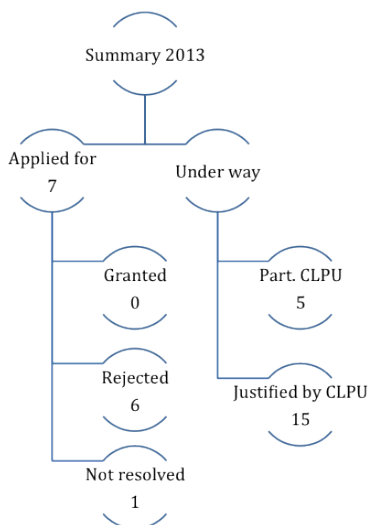 Summary 2013
Applied for
7
Under way
Granted
0
Part. CLPU
5
Rejected
6
Justified by CLPU
15
Not resolved
1